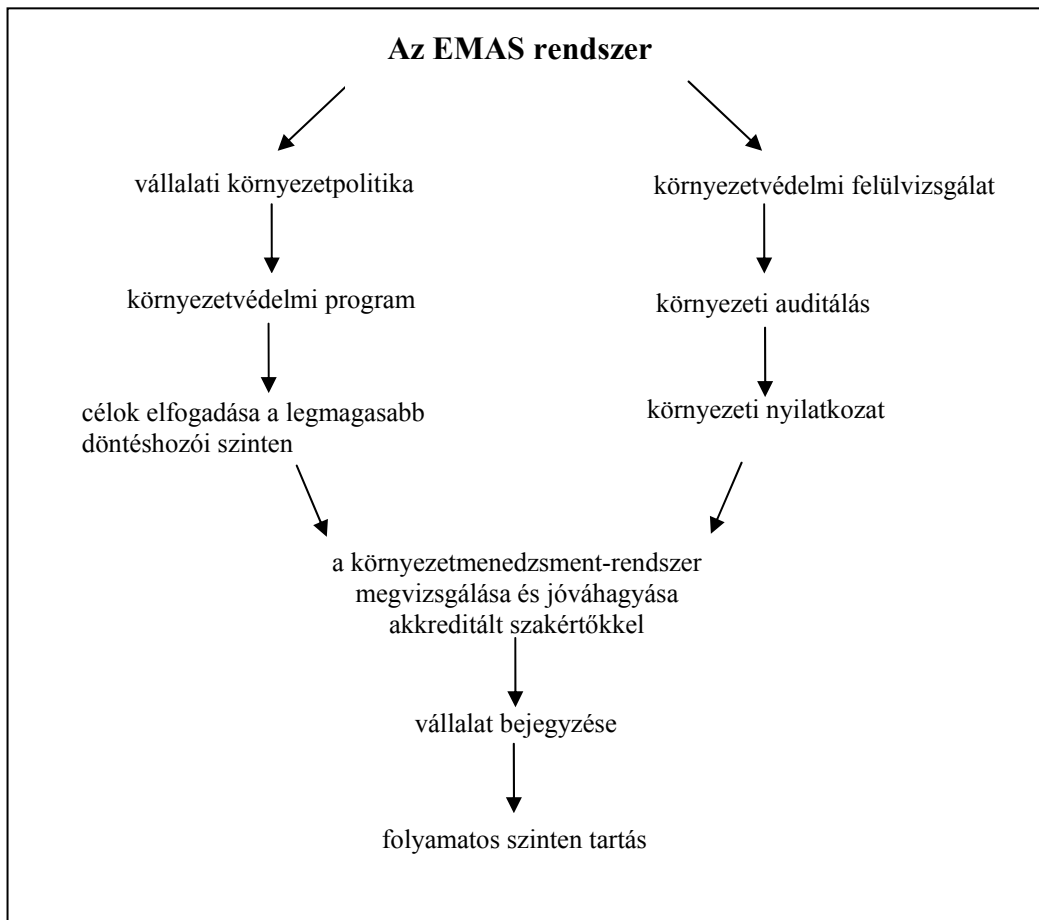 Az EMAS rendszer
vállalati környezetpolitika
környezetvédelmi felülvizsgálat
környezetvédelmi program
környezeti auditálás
célok elfogadása a legmagasabb
döntéshozói szinten
környezeti nyilatkozat
a környezetmenedzsment-rendszer
megvizsgálása és jóváhagyása
akkreditált szakértőkkel
vállalat bejegyzése
folyamatos szinten tartás